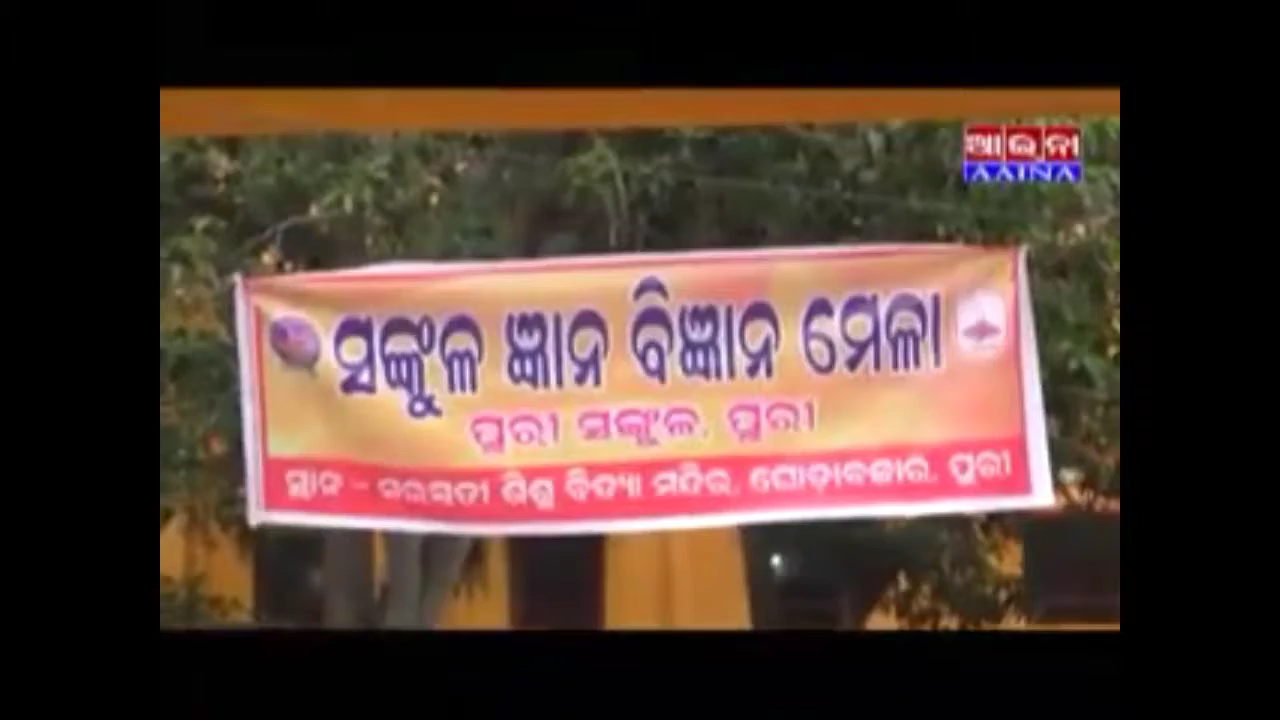 ଆଇନା
AAINA
ସଙ୍କୁଳ ଜ୍ଞାନ ବିଜ୍ଞାନ ମେଳା
ପୁରୀ ସଙ୍କୁଳ, ପୁରୀ
ସ୍ଥାନ - ସରସ୍ୱତୀ ଶିଶୁ ବିଦ୍ୟା ମନ୍ଦିର, ଘୋଡ଼ାବଜାର, ପୁରୀ